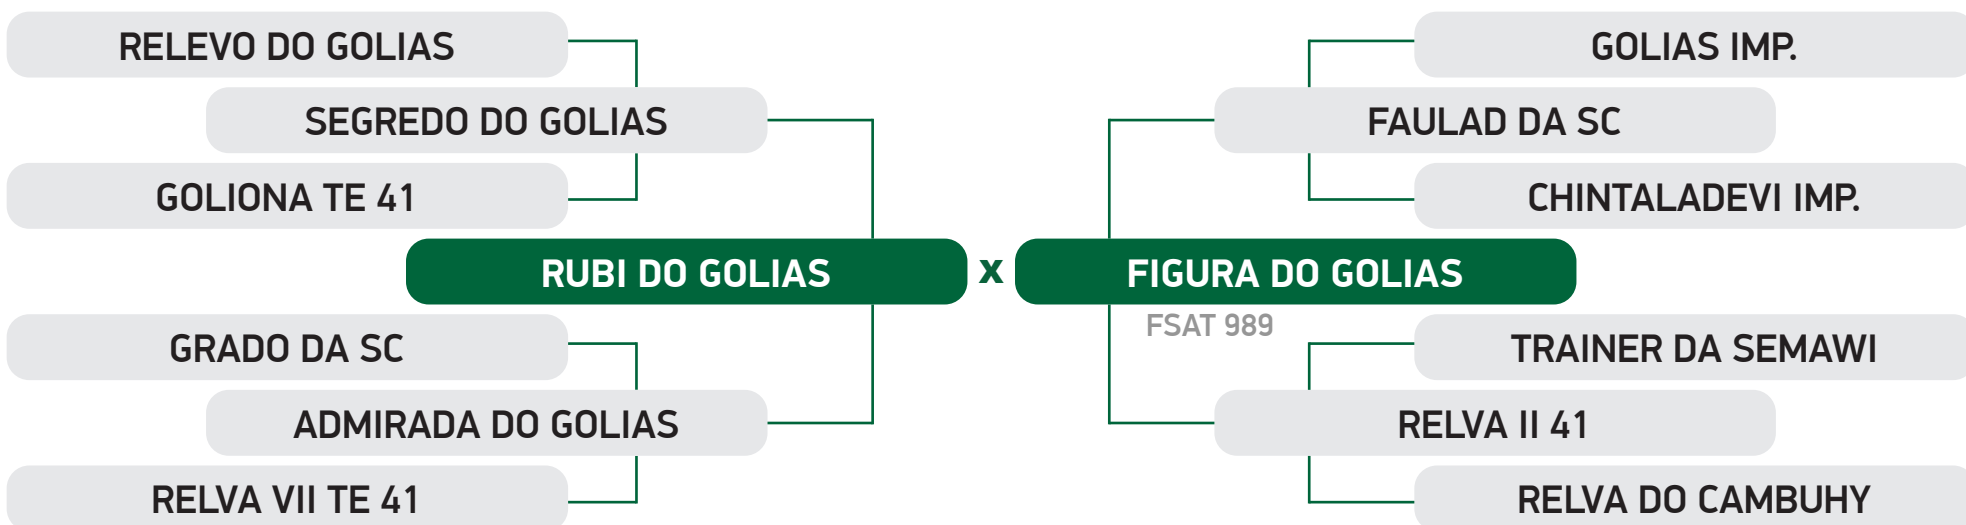 RELEVO DO GOLIAS
GOLIAS IMP.
SEGREDO DO GOLIAS
FAULAD DA SC
GOLIONA TE 41
CHINTALADEVI IMP.
RUBI DO GOLIAS x FIGURA DO GOLIAS
FSAT 989
GRADO DA SC
TRAINER DA SEMAWI
ADMIRADA DO GOLIAS
RELVA II 41
RELVA VII TE 41
RELVA DO CAMBUHY